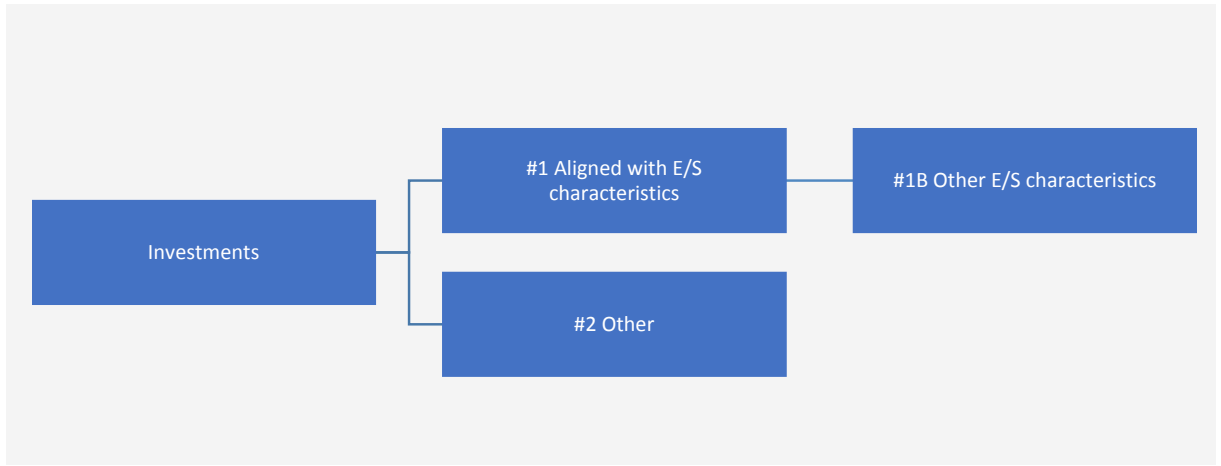 #1 Aligned with E/S
characteristics
#1B Other E/S characteristics
Investments
#2 Other